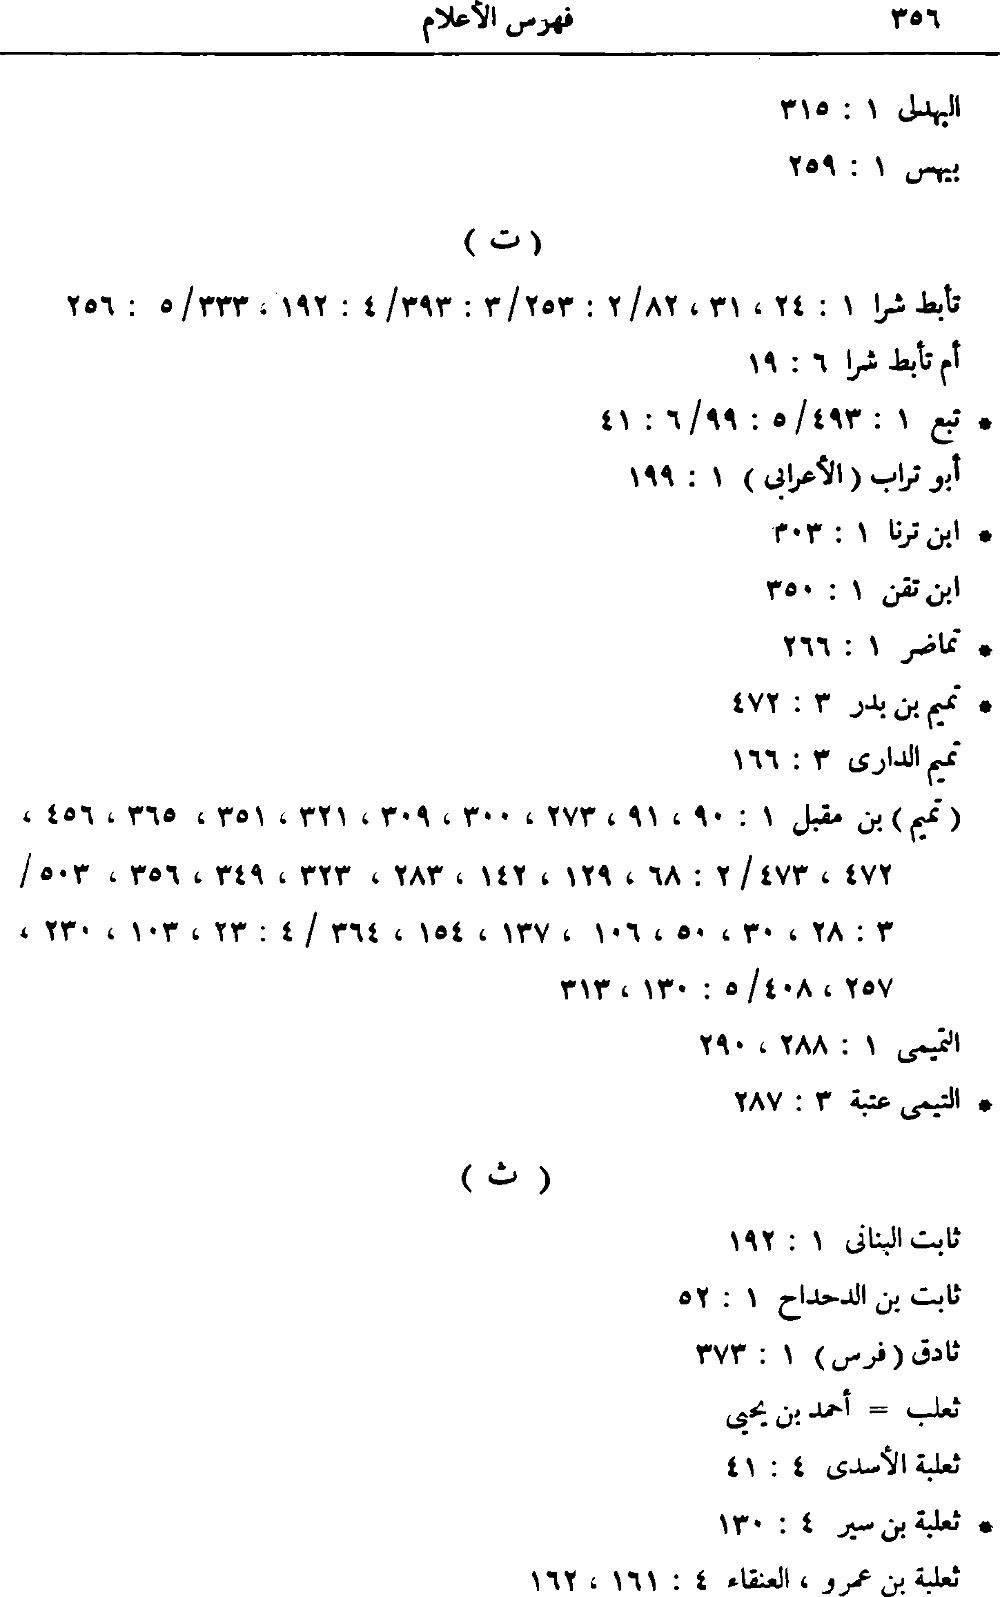 ٣٥٦ فهرس الأعلام
البهدلى ١ : ٣١٥
بيهس ١ : ٢٥٩
( ت )
تأبط شرا ١ : ٢٤ ، ٣١ ، ٨٢/ ٢ : ٢٥٣/ ٣ : ٣٩٣/ ٤ : ١٩٢ ، ٣٣٣/ ٥ : ٢٥٦
أم تأبط شرا ٦ : ١٩
* تبع ١ : ٤٩٣/ ٥ : ٩٩/ ٦ : ٤١
أبو تراب ( الأعرابى ) ١ : ١٩٩
* ابن ترنا ١ : ٣٠٣
ابن تقن ١ : ٣٥٠
* تماضر ١ : ٢٦٦
* تميم بن بدر ٣ : ٤٧٢
تميم الدارى ٣ : ١٦٦
( تميم ) بن مقبل ١ : ٩٠ ، ٩١ ، ٢٧٣ ، ٣٠٠ ، ٣٠٩ ، ٣٢١ ، ٣٥١ ، ٣٦٥ ، ٤٥٦ ،
٤٧٢ ، ٤٧٣/ ٢ : ٦٨ ، ١٢٩ ، ١٤٢ ، ٢٨٣ ، ٣٢٣ ، ٣٤٩ ، ٣٥٦ ، ٥٠٣/
٣ : ٢٨ ، ٣٠ ، ٥٠ ، ١٠٦ ، ١٣٧ ، ١٥٤ ، ٣٦٤/ ٤ : ٢٣ ، ١٠٣ ، ٢٣٠ ،
٢٥٧ ، ٤٠٨/ ٥ : ١٣٠ ، ٣١٣
التميمى ١ : ٢٨٨ ، ٢٩٠
* التيمى عتبة ٣ : ٢٨٧
( ث )
ثابت البنانى ١ : ١٩٢
ثابت بن الدحداح ١ : ٥٢
ثادق ( فرس ) ١ : ٣٧٣
ثعلب = أحمد بن يحيى
ثعلبة الأسدى ٤ : ٤١
* ثعلبة بن سير ٤ : ١٣٠
ثعلبة بن عمرو ، العنقاء ٤ : ١٦١ ، ١٦٢